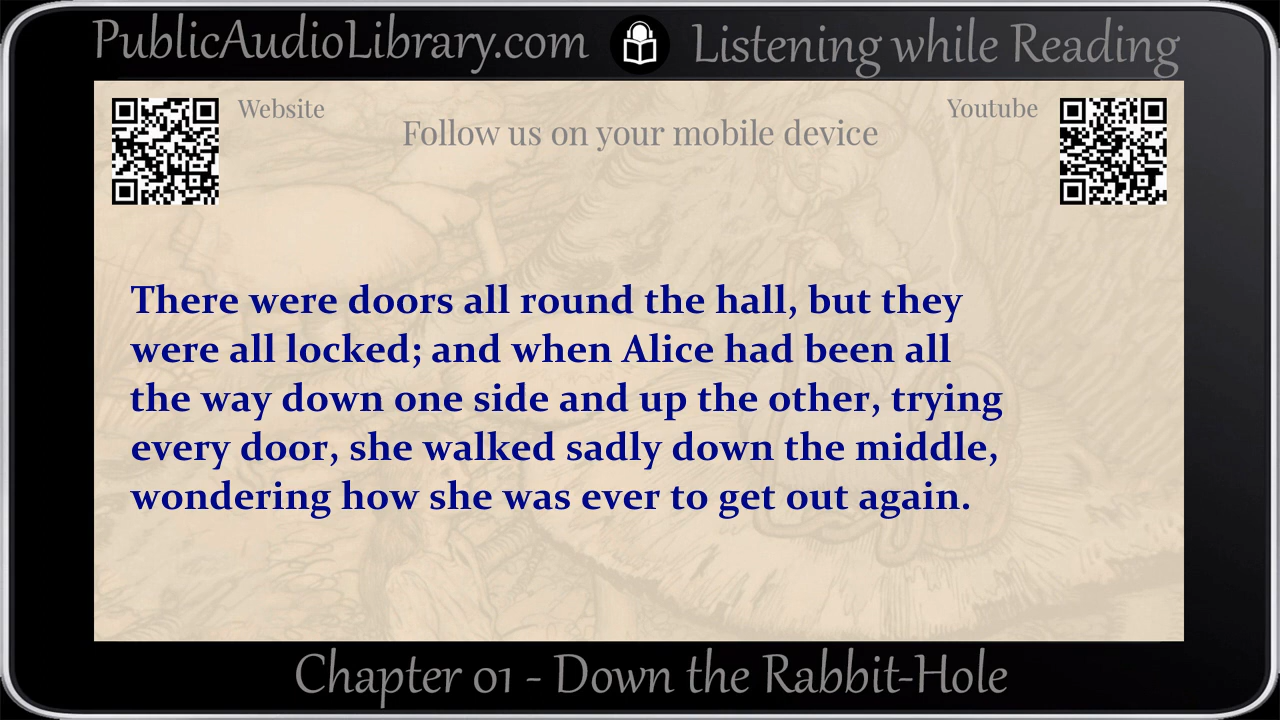 PublicAudioLibrary.com Listening while Reading
Website
Youtube
Follow us on your mobile device
There were doors all round the hall, but they
were all locked; and when Alice had been all
the way down one side and up the other, trying
every door, she walked sadly down the middle,
wondering how she was ever to get out again.
Chapter 01 - Down the Rabbit-Hole